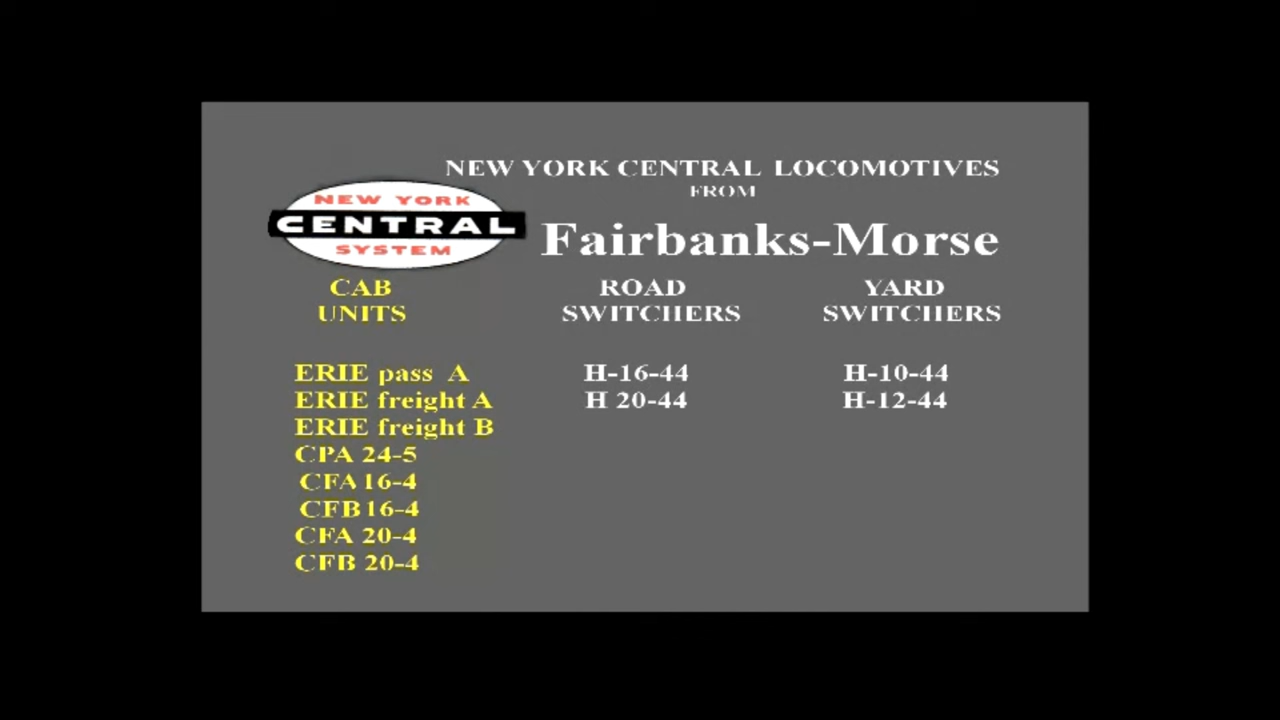 NEW YORK CENTRAL LOCOMOTIVES
FROM
NEW YORK
CENTRAL
SYSTEM
Fairbanks-Morse
CAB
UNITS
ROAD
SWITCHERS
YARD
SWITCHERS
ERIE pass A
ERIE freight A
ERIE freight B
CPA 24-5
CFA 16-4
CFB 16-4
CFA 20-4
CFB 20-4
H-16-44
H 20-44
H-10-44
H-12-44